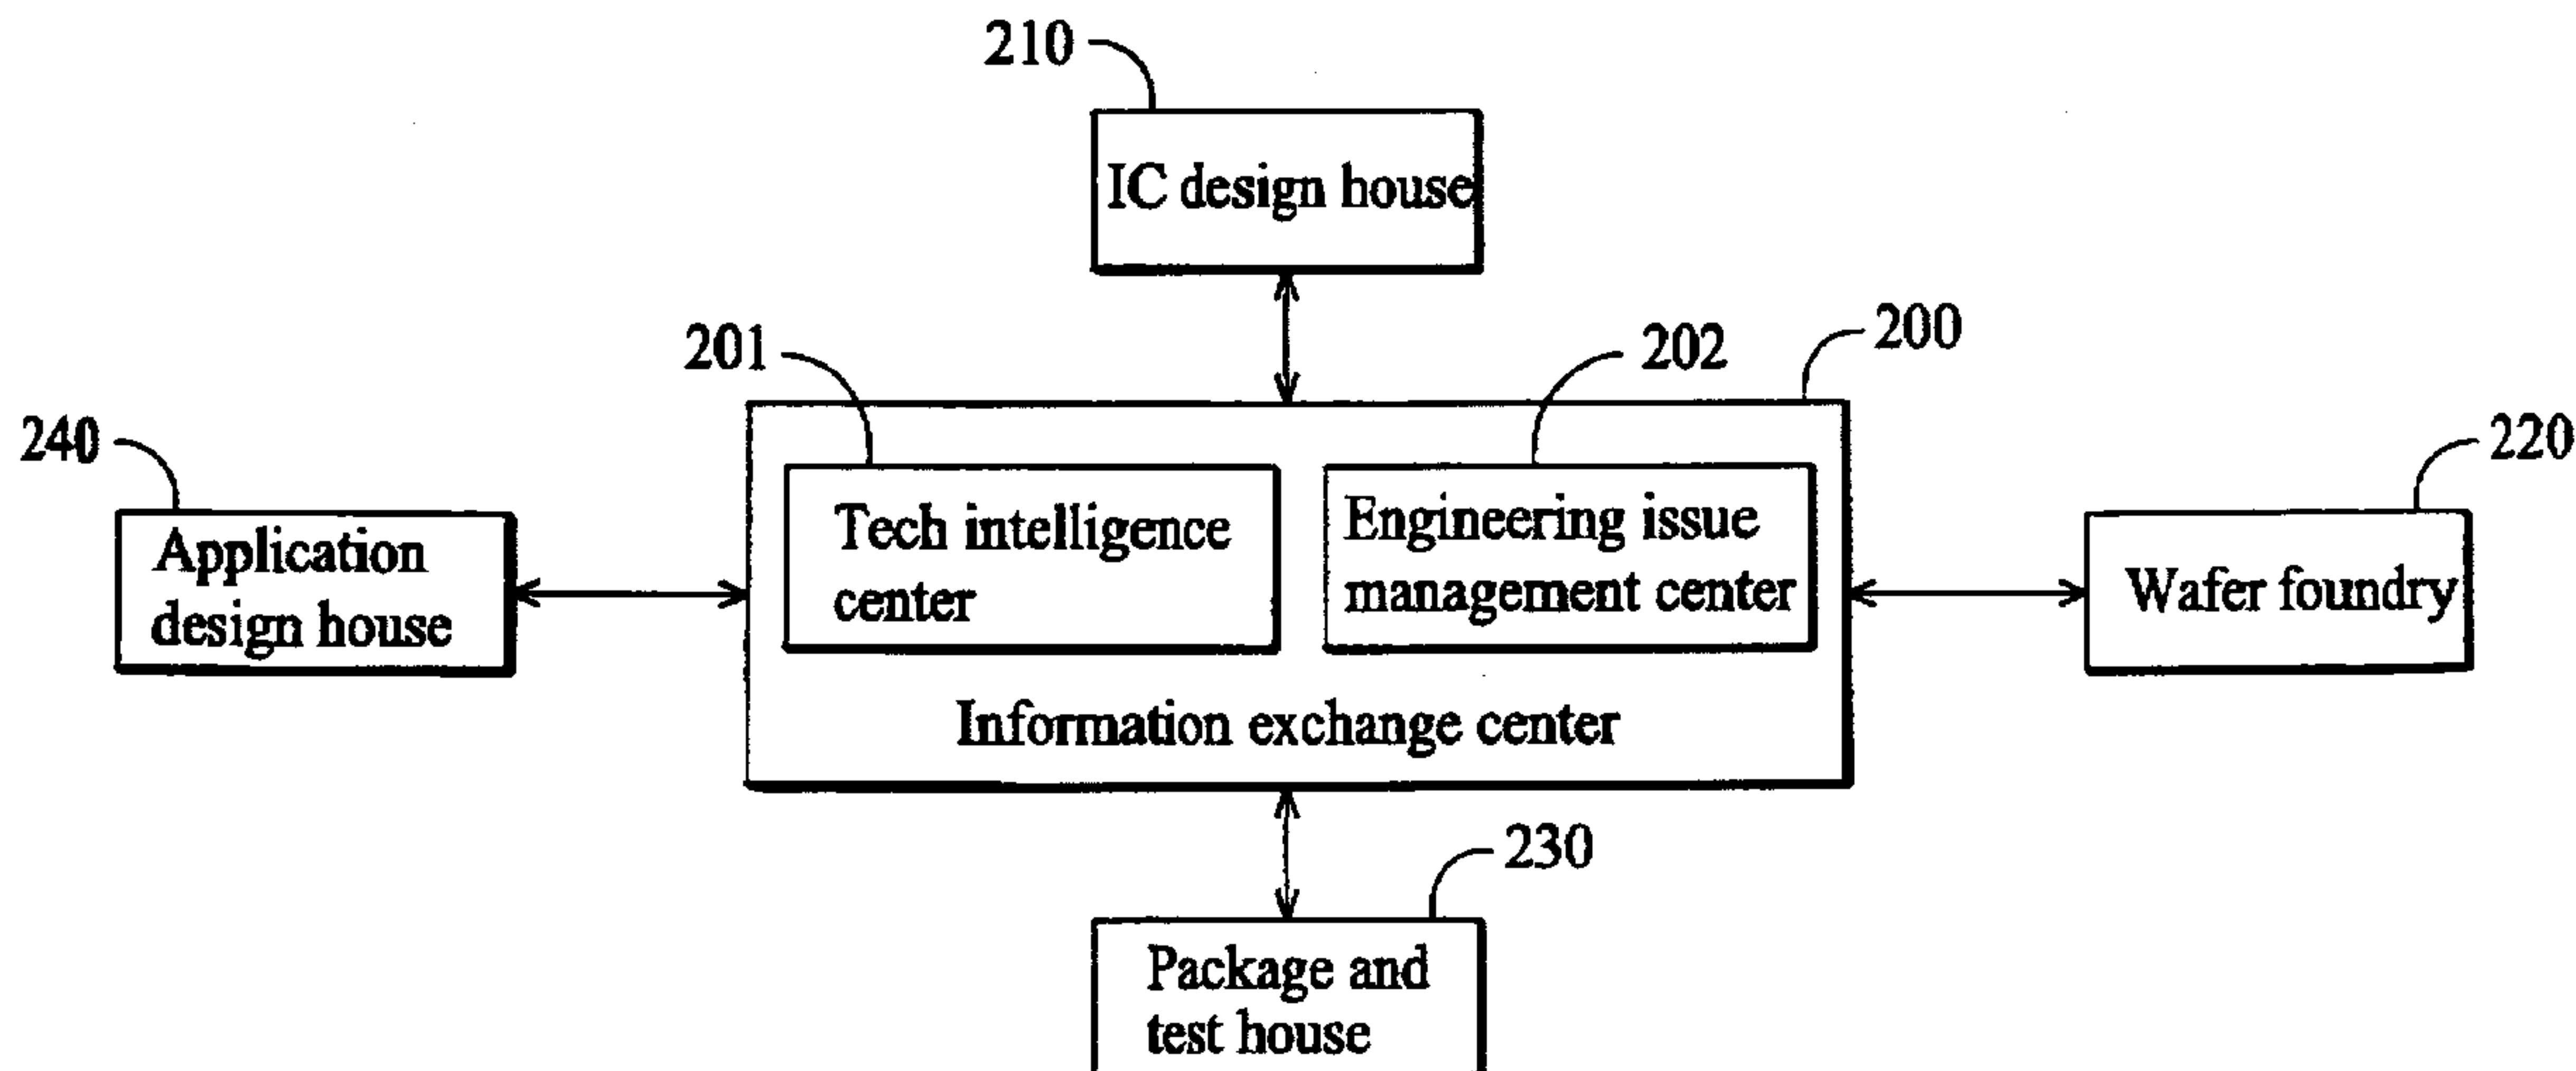 210
IC design house
200
201
202
240
220
Tech intelligence
center
Engineering issue
management center
Application
design house
Wafer foundry
Information exchange center
230
Package and
test house